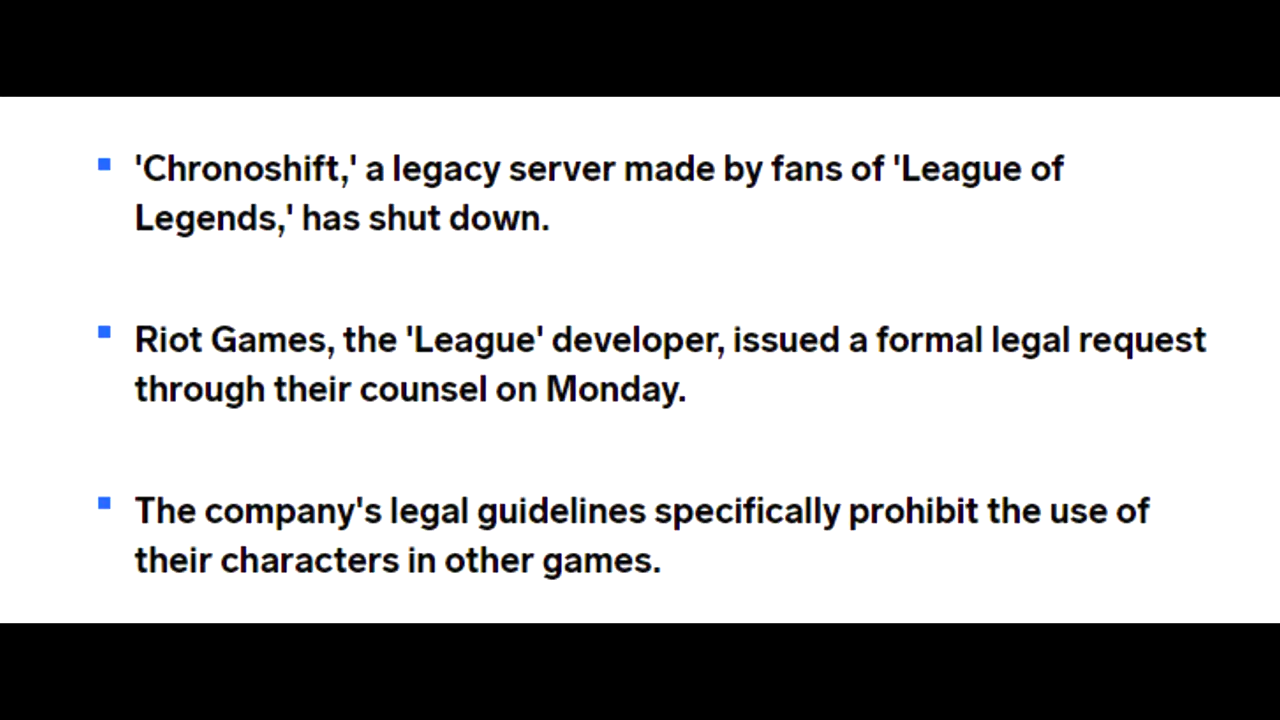 'Chronoshift,' a legacy server made by fans of 'League of
Legends,' has shut down.
Riot Games, the 'League' developer, issued a formal legal request
through their counsel on Monday.
The company's legal guidelines specifically prohibit the use of
their characters in other games.